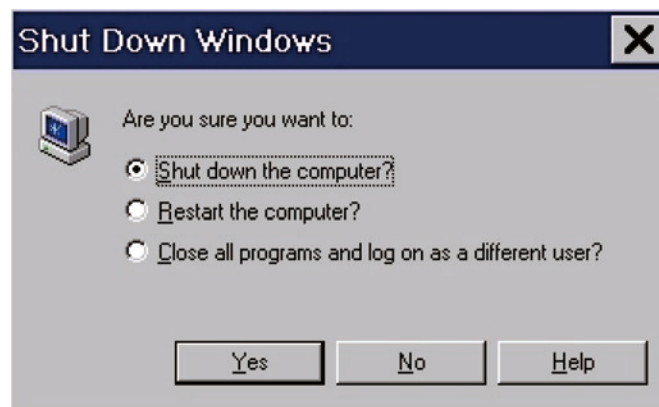 Shut Down Windows
Are you sure you want to:
Shut down the computer?
Restart the computer?
Close all programs and log on as a different user?
Yes
No
Help